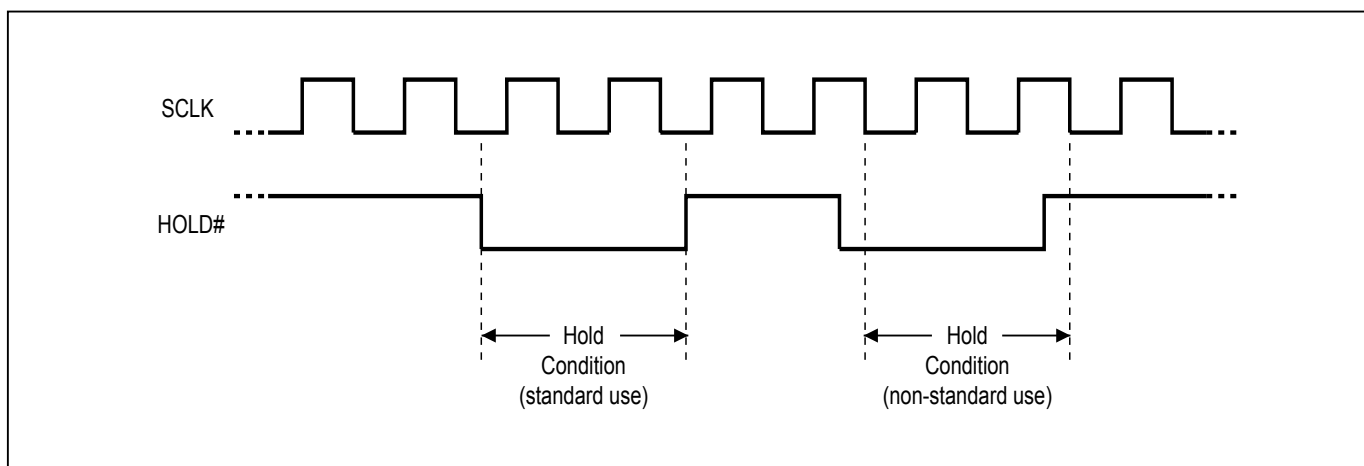 SCLK
HOLD#
Hold
Condition
(standard use)
Hold
Condition
(non-standard use)